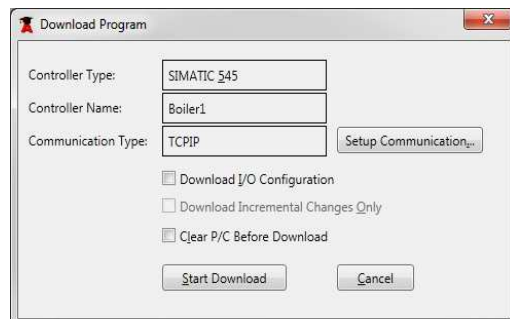 Download Program
Controller Type: SIMATIC 545
Controller Name: Boiler1
Communication Type: TCPIP Setup Communication...
Download I/O Configuration
Download Incremental Changes Only
Clear P/C Before Download
Start Download Cancel